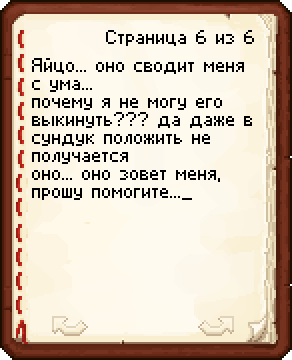 Страница 6 из 6
Яйцо... оно сводит меня
с ума...
почему я не могу его
выкинуть??? да даже в
сундук положить не
получается
оно... оно зовет меня,
прошу помогите..._